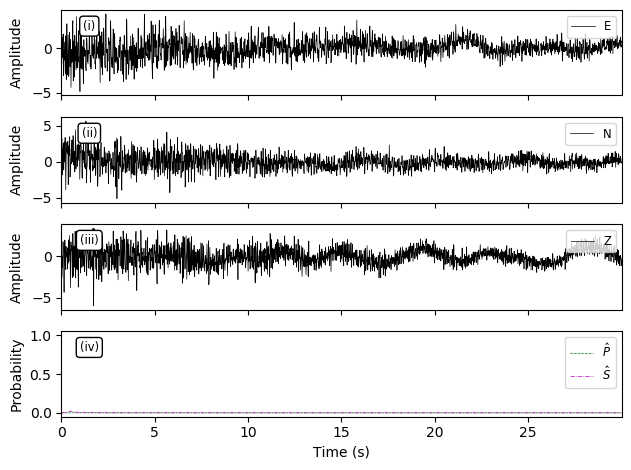 (i)
E
Amplitude
0
−5
(ii)
N
Amplitude
5
0
−5
(iii)
Z
Amplitude
0
−5
(iv)
P̂
Ŝ
Probability
1.0
0.5
0.0
0 5 10 15 20 25
Time (s)